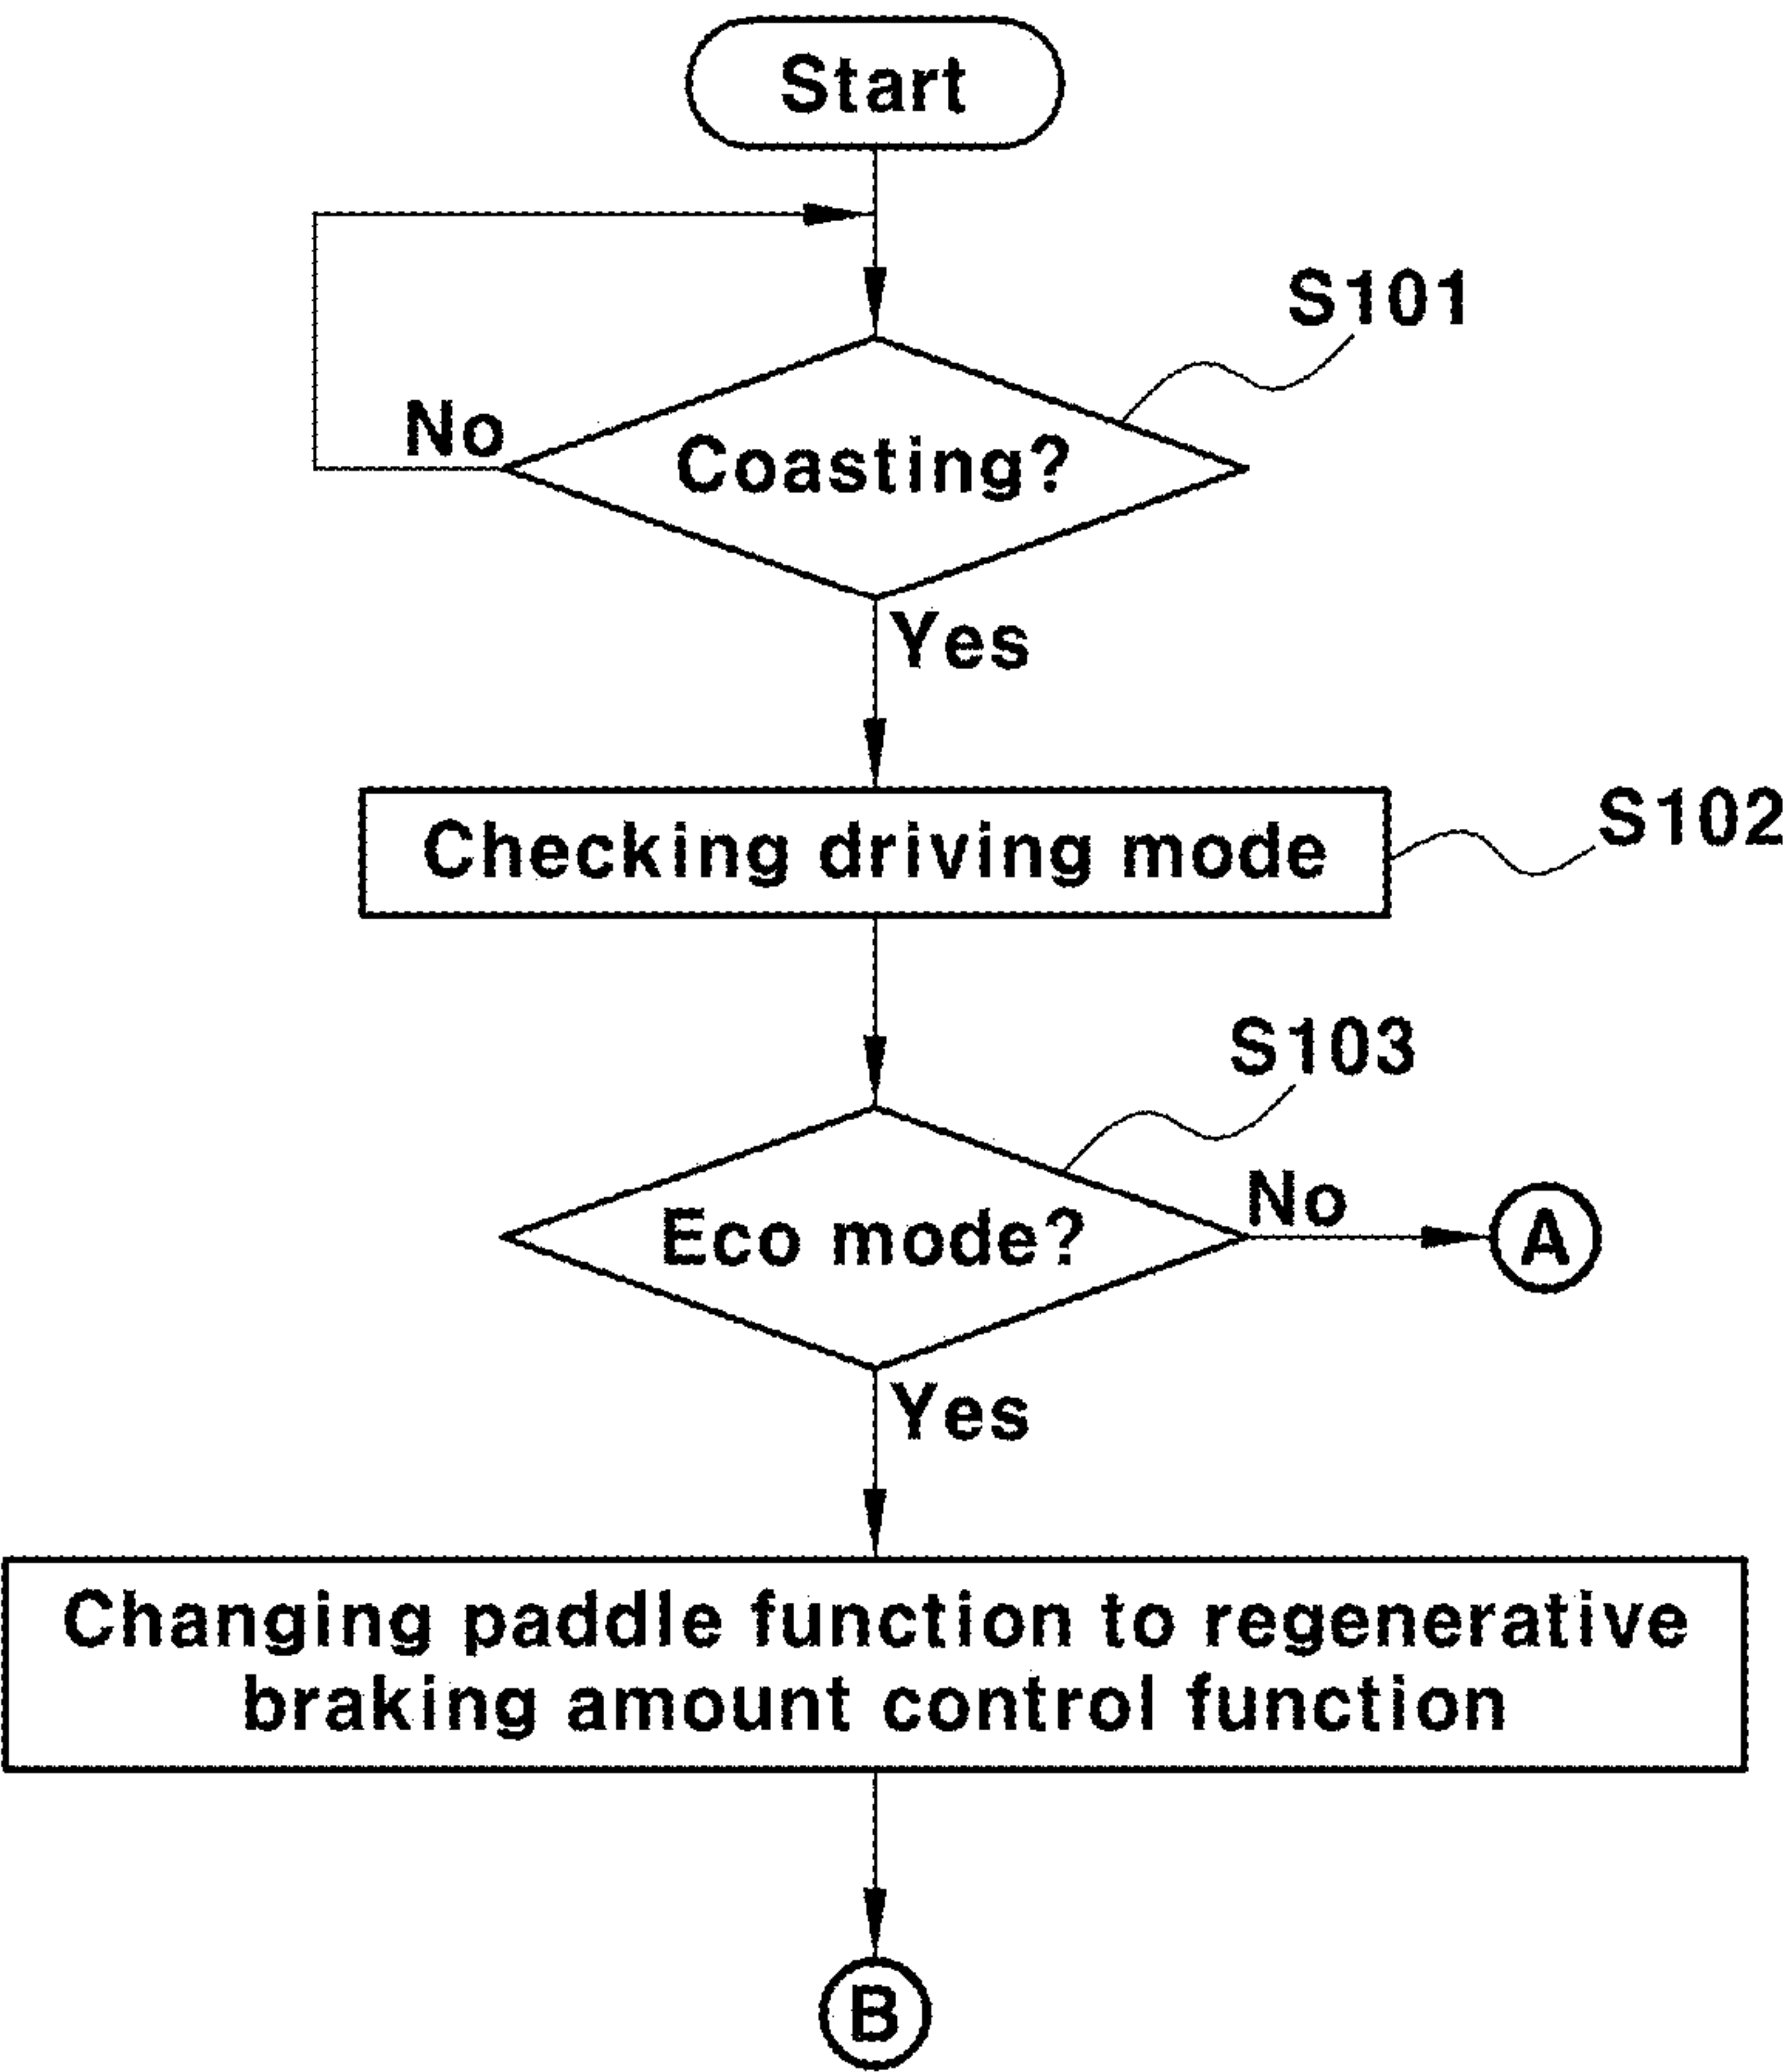 Start
S101
No
Coasting?
Yes
Checking driving mode
S102
S103
Eco mode?
No
A
Yes
Changing paddle function to regenerative
braking amount control function
B